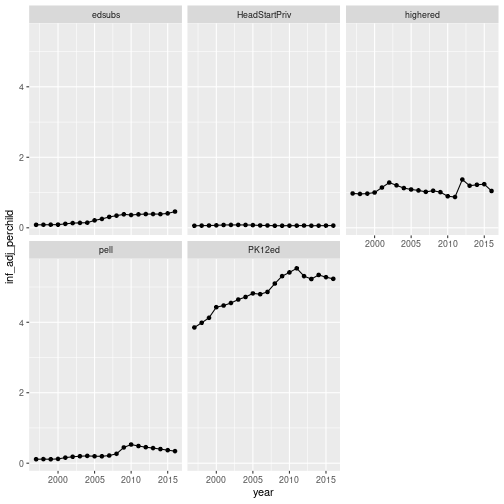 edsubs HeadStartPriv highered
4
2
0
2000 2005 2010 2015
pell PK12ed
4
2
0
2000 2005 2010 2015 2000 2005 2010 2015
inf_adj_perchild
year